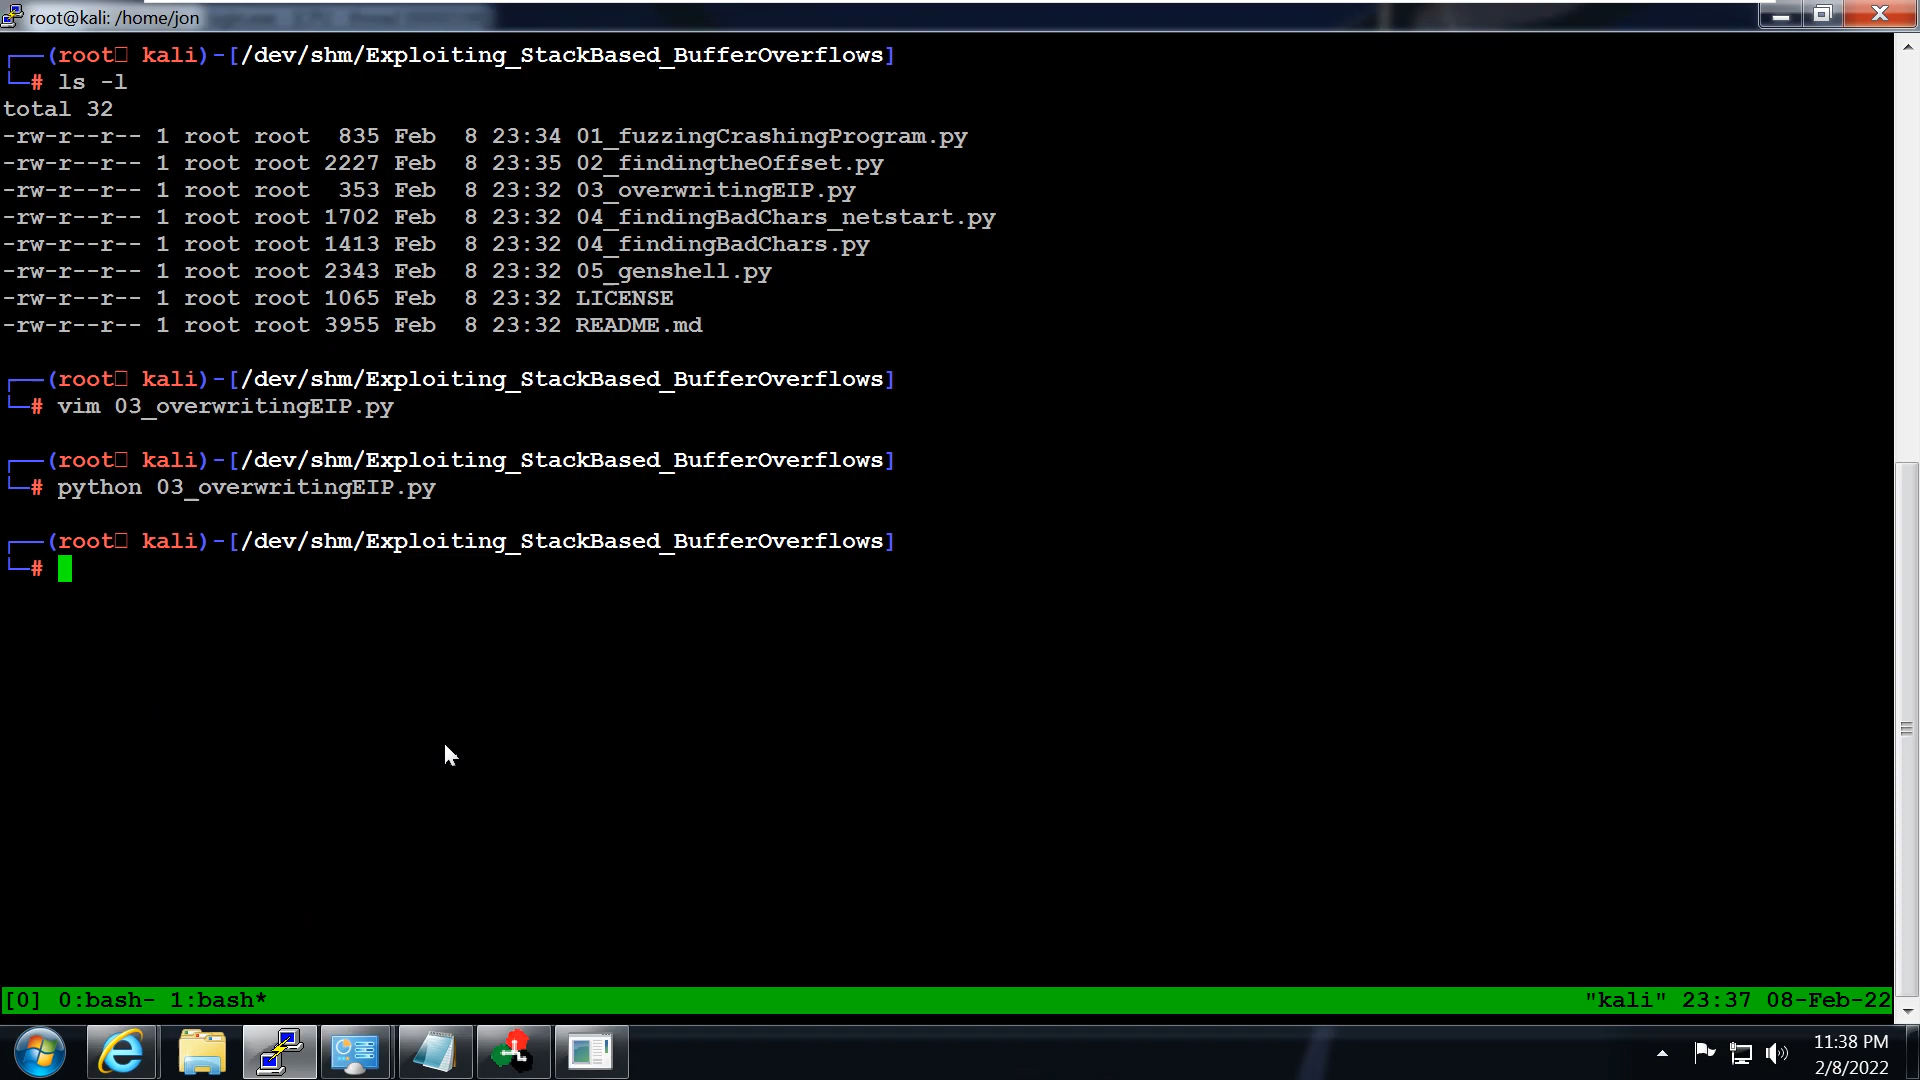 root@kali: /home/jon
┌──(root□ kali)-[/dev/shm/Exploiting_StackBased_BufferOverflows]
└─# ls -l
total 32
-rw-r--r-- 1 root root  835 Feb  8 23:34 01_fuzzingCrashingProgram.py
-rw-r--r-- 1 root root 2227 Feb  8 23:35 02_findingtheOffset.py
-rw-r--r-- 1 root root  353 Feb  8 23:32 03_overwritingEIP.py
-rw-r--r-- 1 root root 1702 Feb  8 23:32 04_findingBadChars_netstart.py
-rw-r--r-- 1 root root 1413 Feb  8 23:32 04_findingBadChars.py
-rw-r--r-- 1 root root 2343 Feb  8 23:32 05_genshell.py
-rw-r--r-- 1 root root 1065 Feb  8 23:32 LICENSE
-rw-r--r-- 1 root root 3955 Feb  8 23:32 README.md
┌──(root□ kali)-[/dev/shm/Exploiting_StackBased_BufferOverflows]
└─# vim 03_overwritingEIP.py
┌──(root□ kali)-[/dev/shm/Exploiting_StackBased_BufferOverflows]
└─# python 03_overwritingEIP.py
┌──(root□ kali)-[/dev/shm/Exploiting_StackBased_BufferOverflows]
└─#
[0] 0:bash- 1:bash* "kali" 23:37 08-Feb-22
11:38 PM
2/8/2022